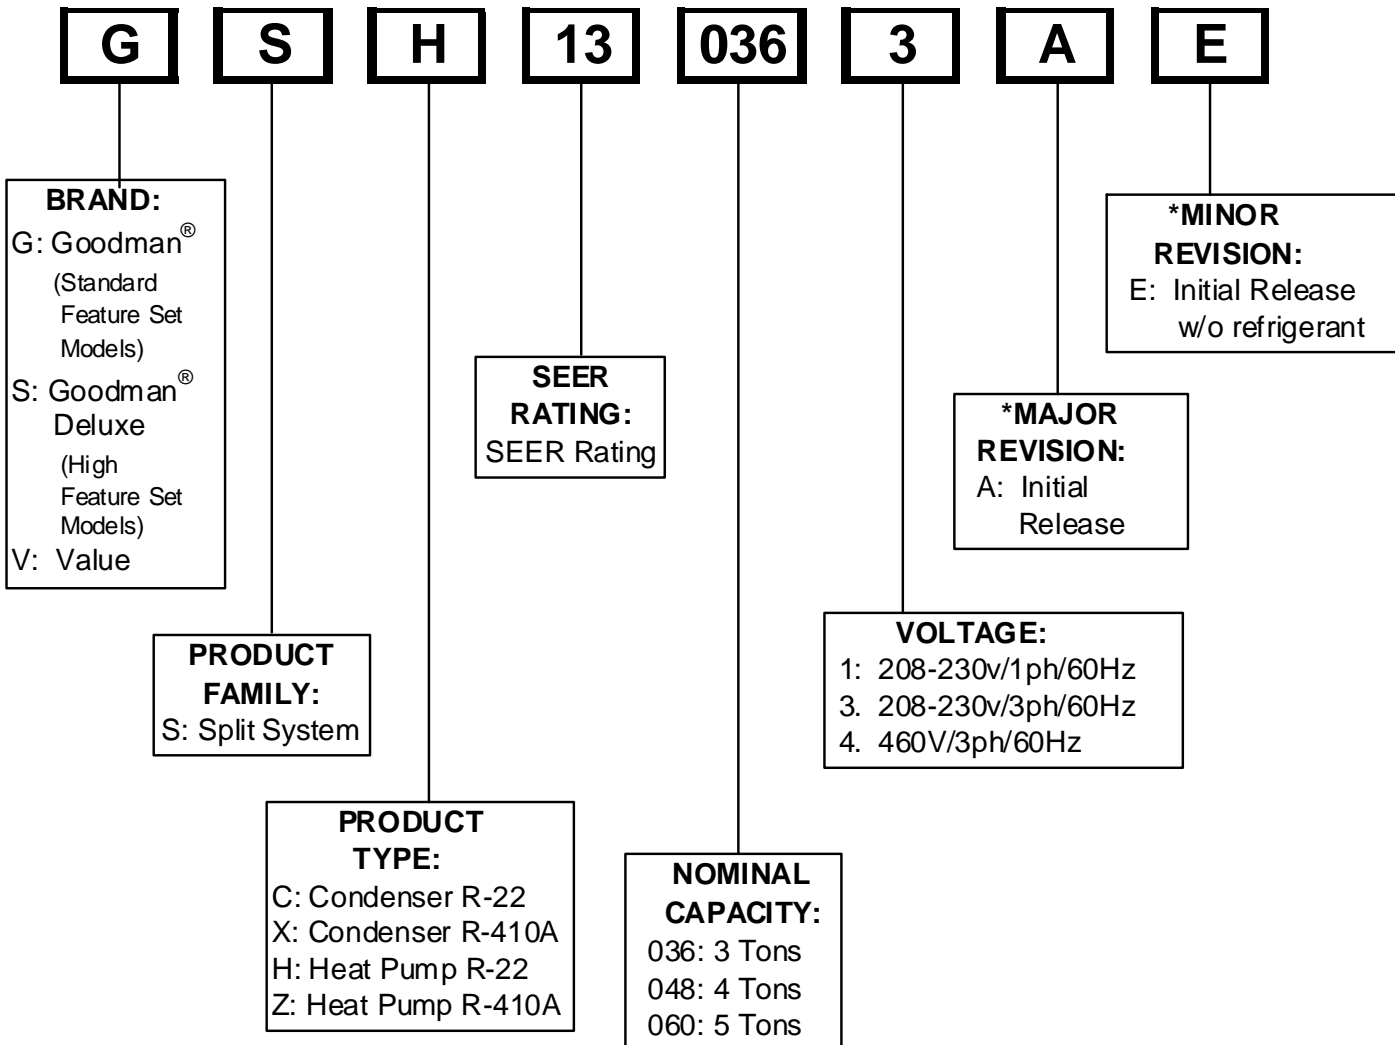 G S H 13 036 3 A E
BRAND:
G: Goodman®
(Standard
Feature Set
Models)
S: Goodman®
Deluxe
(High
Feature Set
Models)
V: Value
PRODUCT
FAMILY:
S: Split System
PRODUCT
TYPE:
C: Condenser R-22
X: Condenser R-410A
H: Heat Pump R-22
Z: Heat Pump R-410A
SEER
RATING:
SEER Rating
NOMINAL
CAPACITY:
036: 3 Tons
048: 4 Tons
060: 5 Tons
VOLTAGE:
1: 208-230v/1ph/60Hz
3. 208-230v/3ph/60Hz
4. 460V/3ph/60Hz
*MAJOR
REVISION:
A: Initial
Release
*MINOR
REVISION:
E: Initial Release
w/o refrigerant